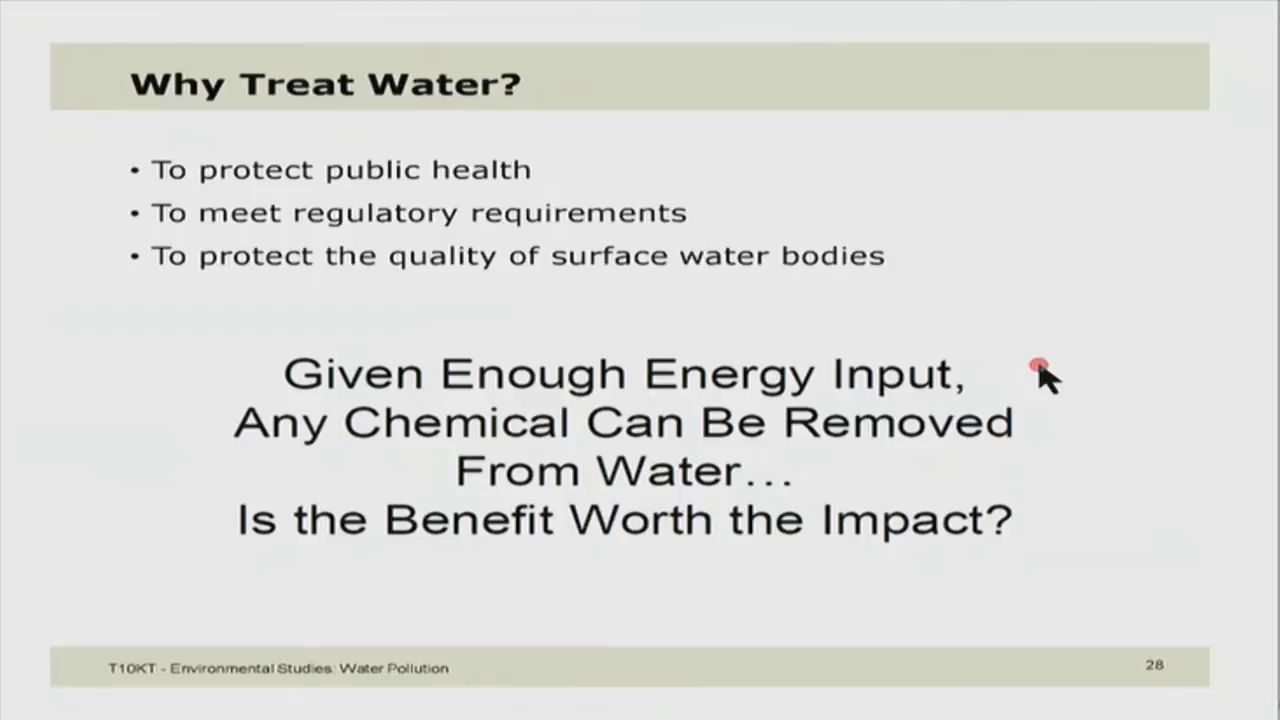 Why Treat Water?
• To protect public health
• To meet regulatory requirements
• To protect the quality of surface water bodies
Given Enough Energy Input,
Any Chemical Can Be Removed
From Water...
Is the Benefit Worth the Impact?
T10KT - Environmental Studies: Water Pollution
28